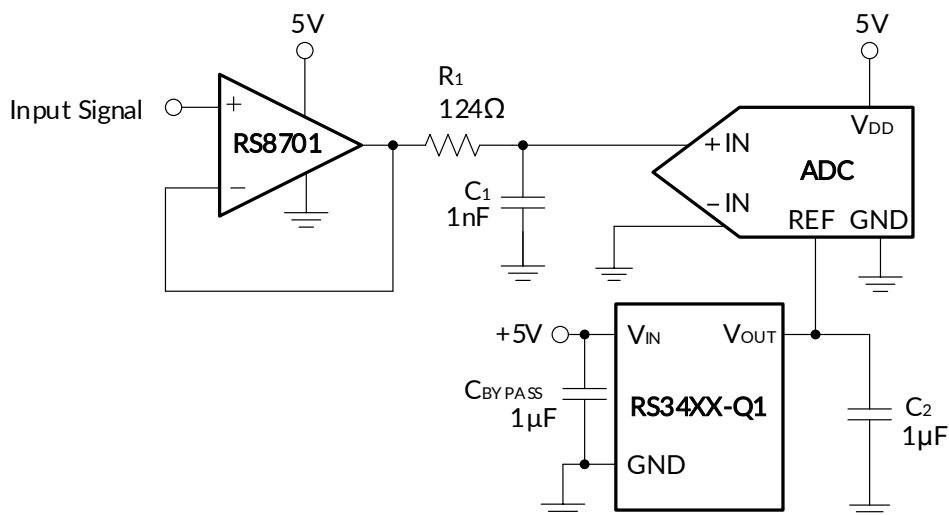 5V
5V
R1
124Ω
Input Signal
+
RS8701
−
VDD
+ IN
ADC
− IN
C1
1nF
REF
GND
+5V
VIN
VOUT
CBYPASS
1µF
RS34XX-Q1
C2
1µF
GND